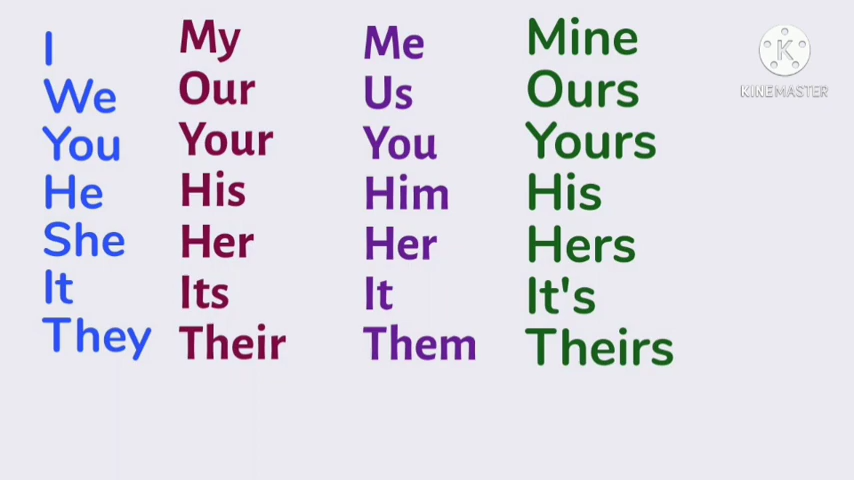 I My Me Mine
We Our Us Ours
You Your You Yours
He His Him His
She Her Her Hers
It Its It It's
They Their Them Theirs
KINEMASTER